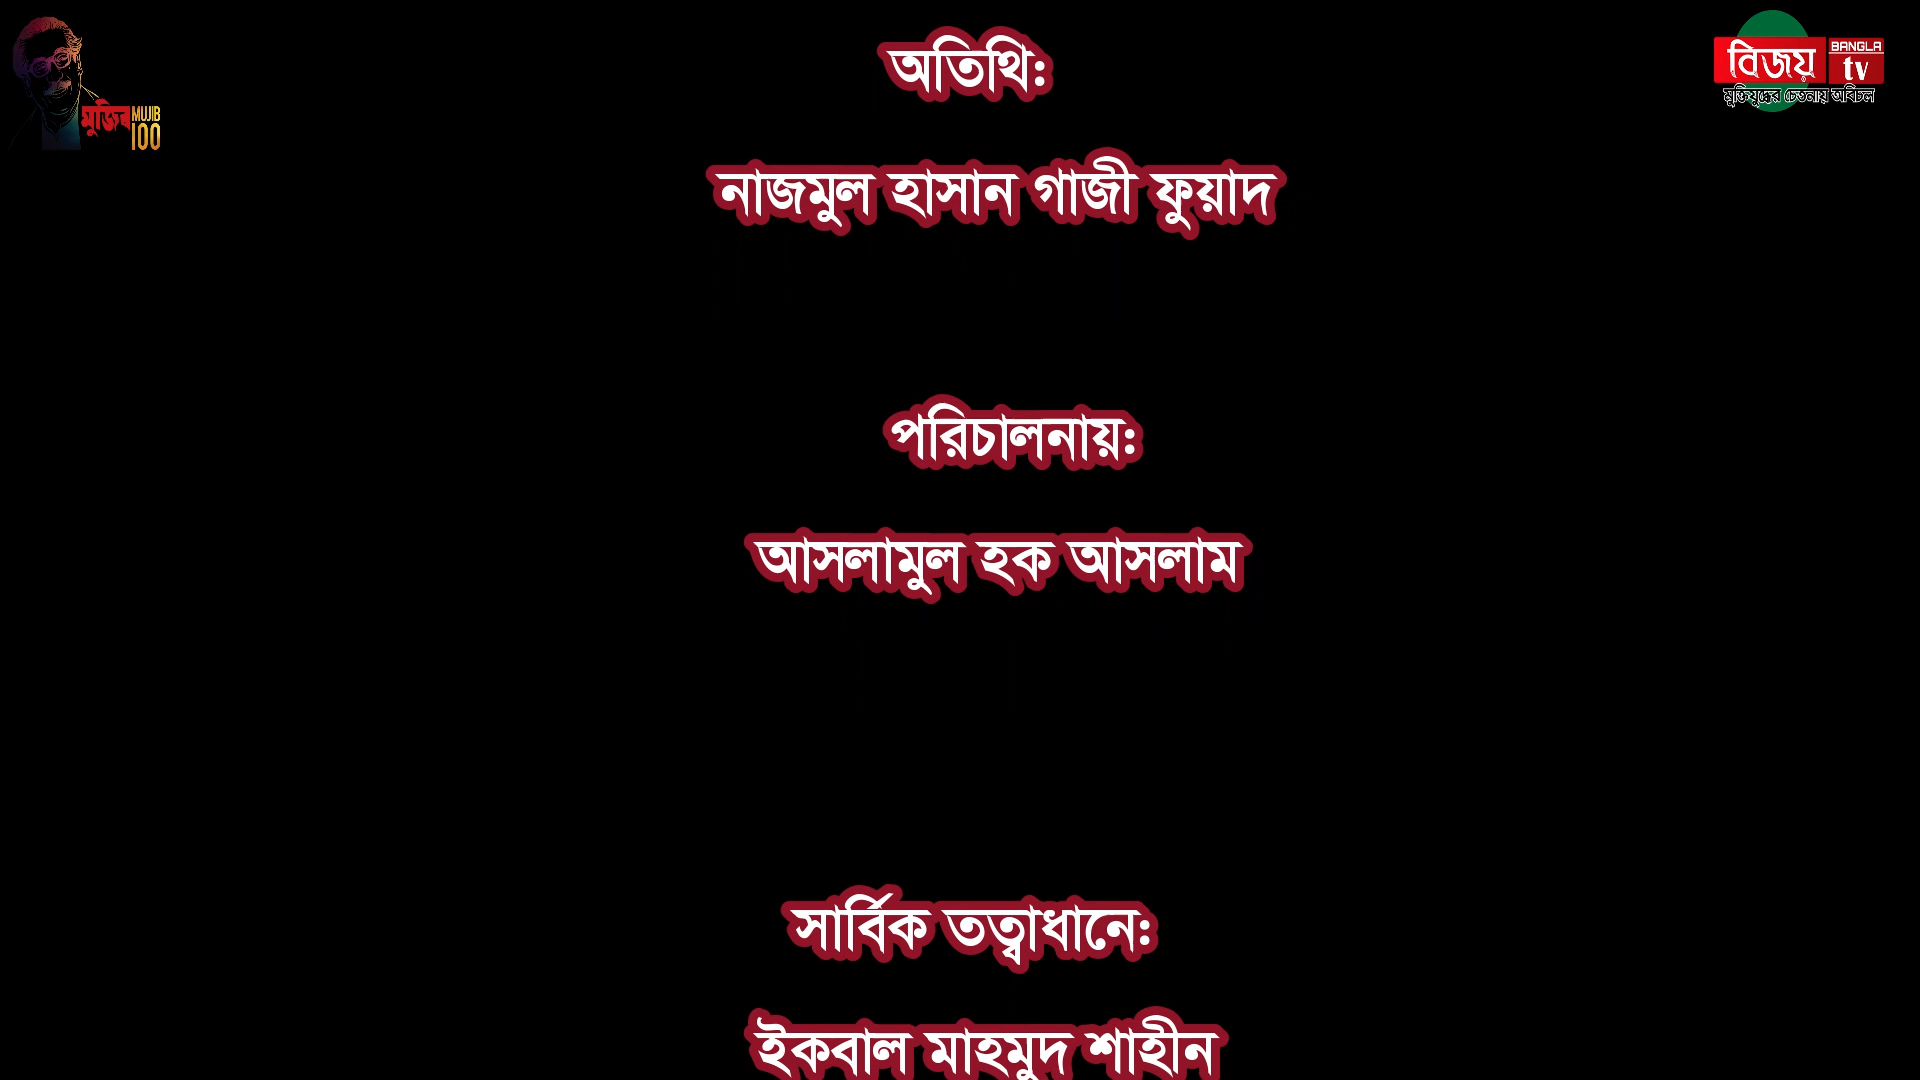 অতিথি:
নাজমুল হাসান গাজী ফুয়াদ
পরিচালনায়:
আসলামুল হক আসলাম
সার্বিক তত্বাধানে:
ইকবাল মাহমুদ শাহীন
মুজিব MUJIB 100
বিজয় BANGLA tv
মুক্তিযুদ্ধের চেতনায় অবিচল